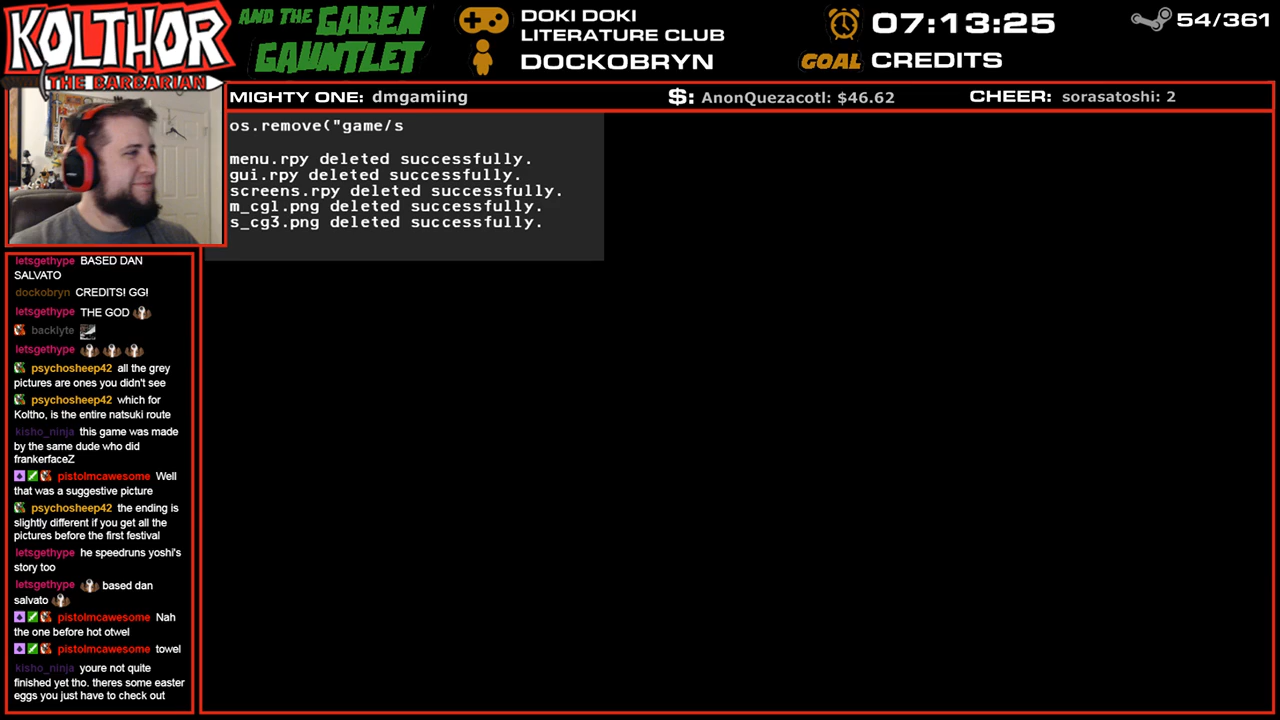 KOLTHOR
THE BARBARIAN
AND THE GABEN
GAUNTLET
DOKI DOKI
LITERATURE CLUB
DOCKOBRYN
07:13:25
GOAL CREDITS
54/361
MIGHTY ONE: dmgamiing
$: AnonQuezacotl: $46.62
CHEER: sorasatoshi: 2
os.remove("game/s
menu.rpy deleted successfully.
gui.rpy deleted successfully.
screens.rpy deleted successfully.
m_cg1.png deleted successfully.
s_cg3.png deleted successfully.
letsgethype BASED DAN
SALVATO
dockobryn CREDITS! GG!
letsgethype THE GOD
backlyte
letsgethype
psychosheep42 all the grey
pictures are ones you didn't see
psychosheep42 which for
Koltho, is the entire natsuki route
kisho_ninja this game was made
by the same dude who did
frankerfaceZ
pistolmcawesome Well
that was a suggestive picture
psychosheep42 the ending is
slightly different if you get all the
pictures before the first festival
letsgethype he speedruns yoshi's
story too
letsgethype based dan
salvato
pistolmcawesome Nah
the one before hot otwel
pistolmcawesome towel
kisho_ninja youre not quite
finished yet tho. theres some easter
eggs you just have to check out